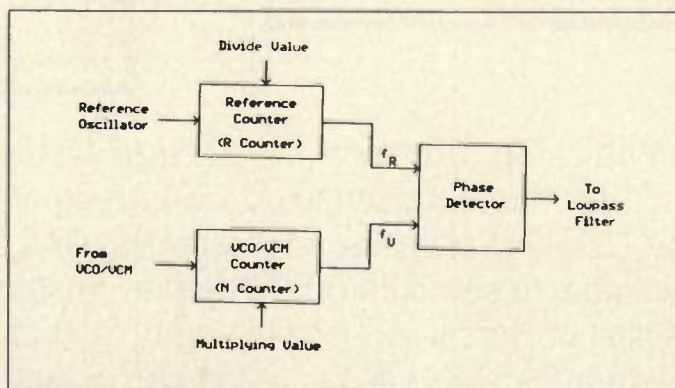 Divide Value
Reference
Oscillator
Reference
Counter
(R Counter)
fR
Phase
Detector
To
Lowpass
Filter
fU
From
VCO/VCM
VCO/VCM
Counter
(N Counter)
Multiplying Value